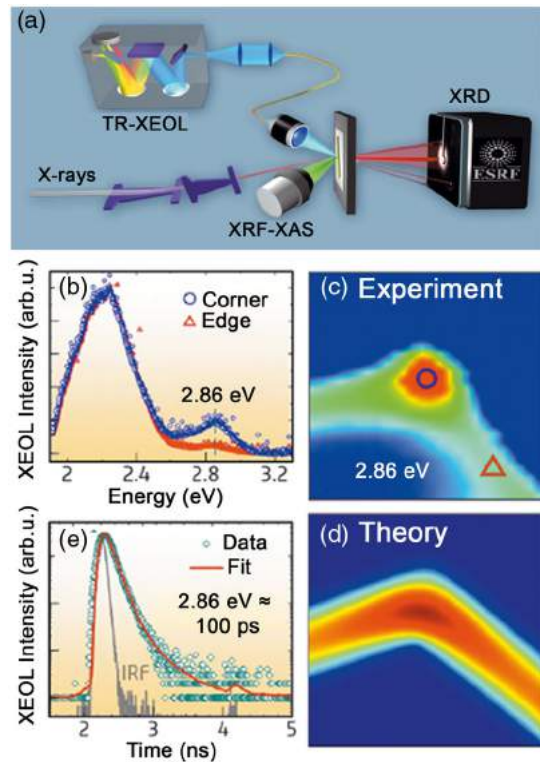 (a)
XRD
TR-XEOL
X-rays
ESRF
XRF-XAS
(b)
Corner
Edge
2.86 eV
XEOL Intensity (arb.u.)
2 2.4 2.8 3.2
Energy (eV)
(c) Experiment
2.86 eV
(e)
Data
Fit
2.86 eV ≈
100 ps
IRF
XEOL Intensity (arb.u.)
2 3 4 5
Time (ns)
(d) Theory